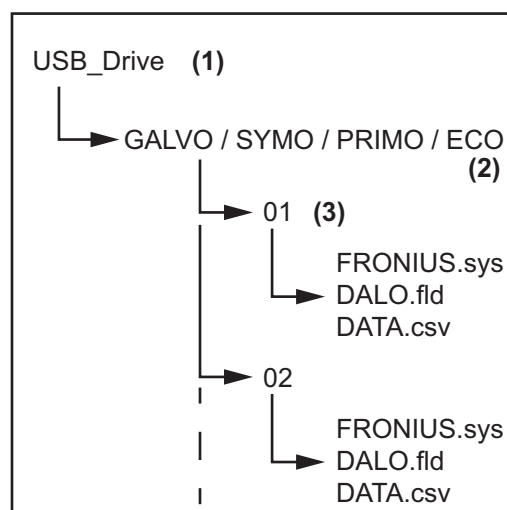 USB_Drive (1)
GALVO / SYMO / PRIMO / ECO
(2)
01 (3)
FRONIUS.sys
DALO.fld
DATA.csv
02
FRONIUS.sys
DALO.fld
DATA.csv